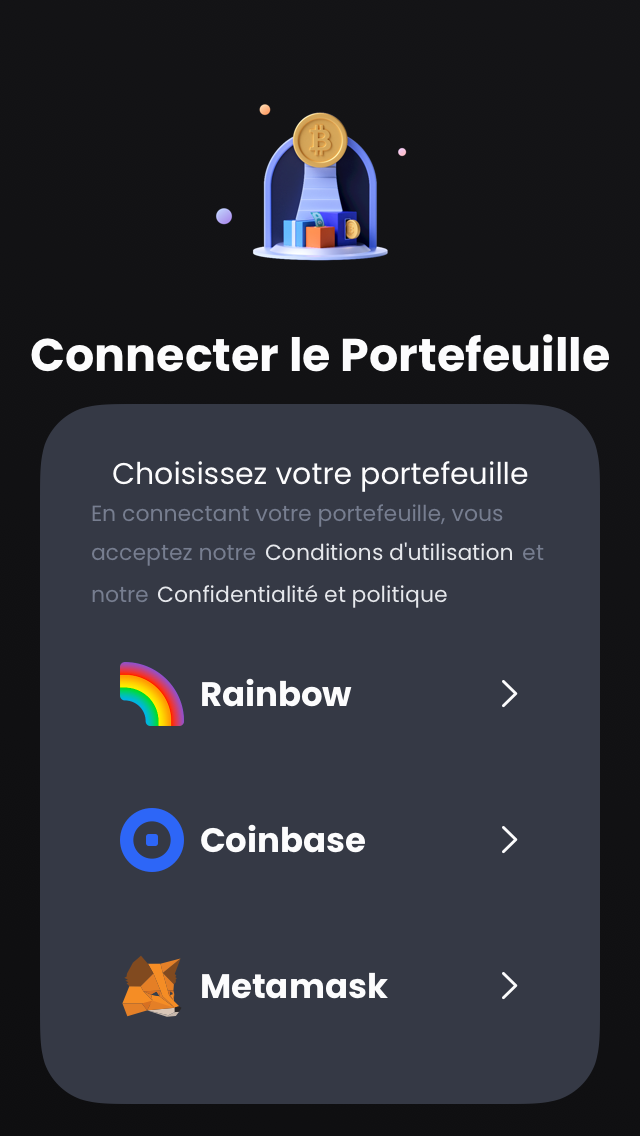 Connecter le Portefeuille
Choisissez votre portefeuille
En connectant votre portefeuille, vous
acceptez notre Conditions d'utilisation et
notre Confidentialité et politique
Rainbow
Coinbase
Metamask